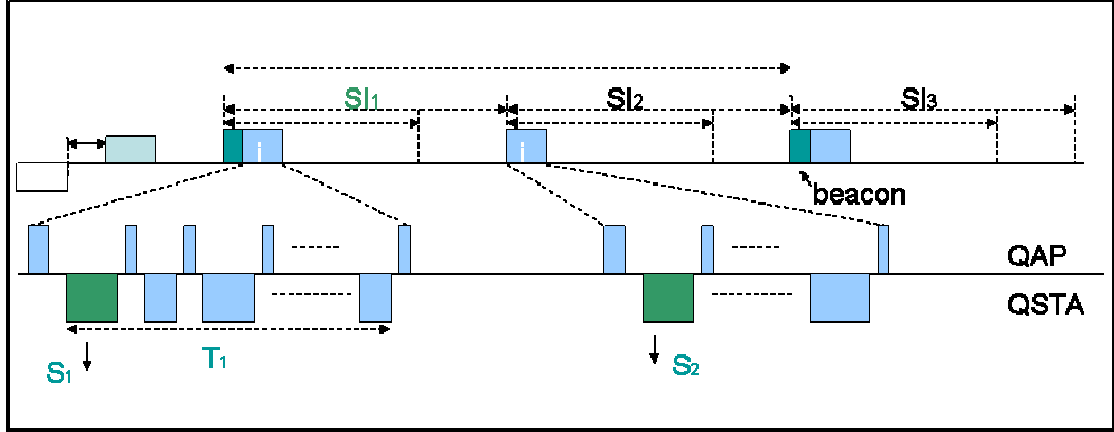 SI1 SI2 SI3
i i
beacon
QAP
QSTA
S1 T1 S2